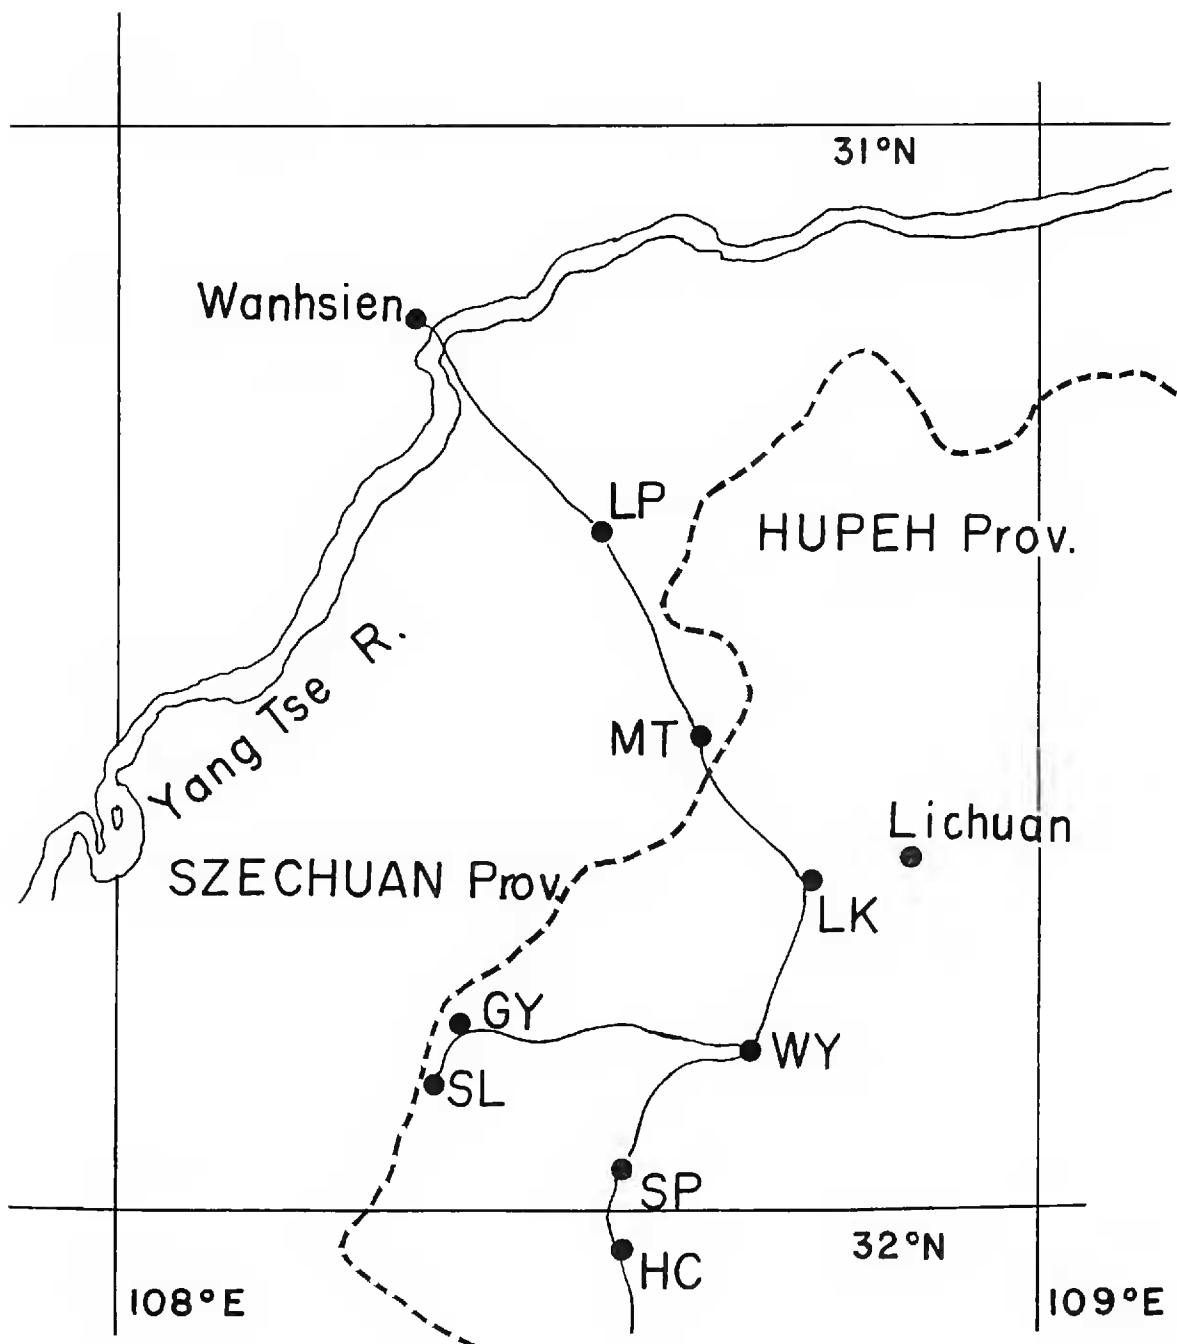 31°N
Wanhsien
LP
HUPEH Prov.
Yang Tse R.
MT
Lichuan
SZECHUAN Prov
LK
GY
WY
SL
SP
32°N
HC
108°E
109°E